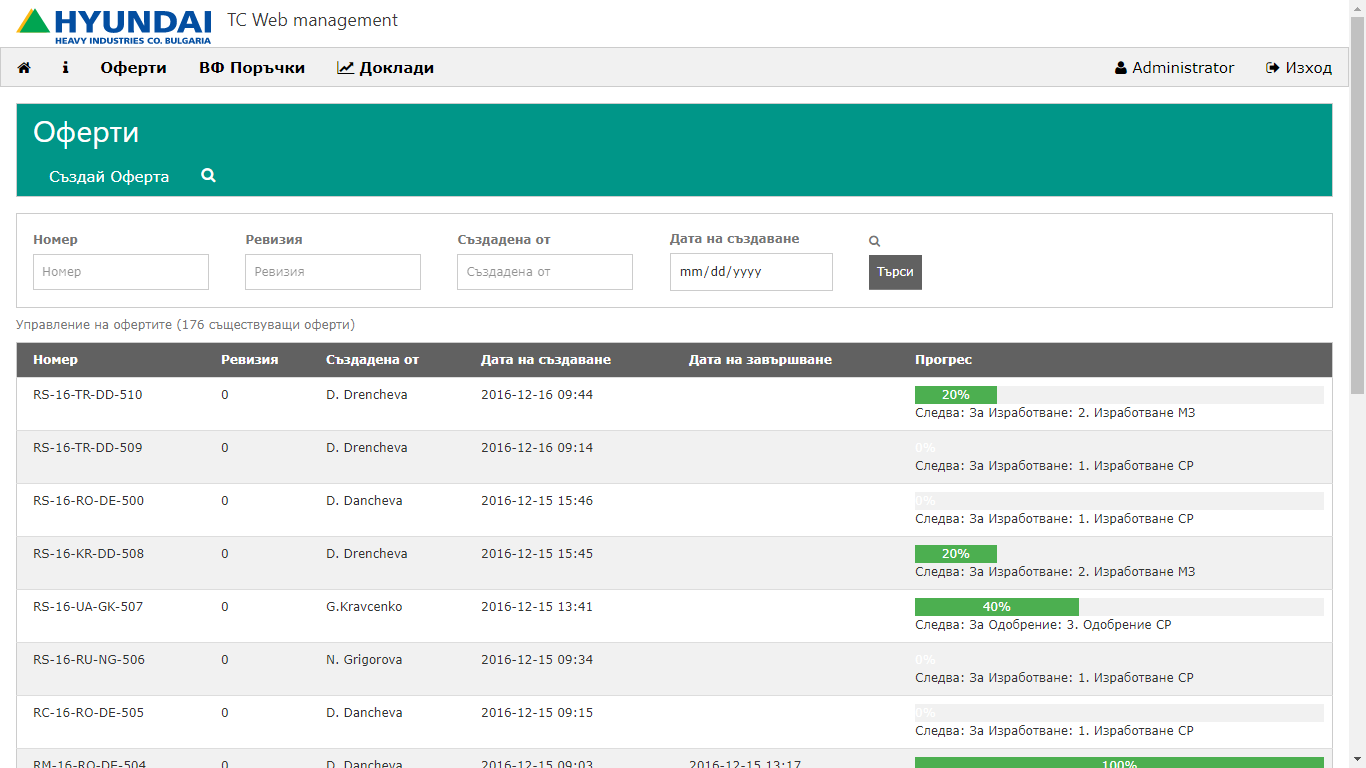 HYUNDAI
HEAVY INDUSTRIES CO. BULGARIA
TC Web management
Оферти ВФ Поръчки Доклади Administrator Изход
Оферти
Създай Оферта
Номер Ревизия Създадена от Дата на създаване
Номер Ревизия Създадена от mm/dd/yyyy Търси
Управление на офертите (176 съществуващи оферти)
Номер Ревизия Създадена от Дата на създаване Дата на завършване Прогрес
RS-16-TR-DD-510 0 D. Drencheva 2016-12-16 09:44 20%
Следва: За Изработване: 2. Изработване МЗ
RS-16-TR-DD-509 0 D. Drencheva 2016-12-16 09:14 0%
Следва: За Изработване: 1. Изработване СР
RS-16-RO-DE-500 0 D. Dancheva 2016-12-15 15:46 0%
Следва: За Изработване: 1. Изработване СР
RS-16-KR-DD-508 0 D. Drencheva 2016-12-15 15:45 20%
Следва: За Изработване: 2. Изработване МЗ
RS-16-UA-GK-507 0 G.Kravcenko 2016-12-15 13:41 40%
Следва: За Одобрение: 3. Одобрение СР
RS-16-RU-NG-506 0 N. Grigorova 2016-12-15 09:34 0%
Следва: За Изработване: 1. Изработване СР
RC-16-RO-DE-505 0 D. Dancheva 2016-12-15 09:15 0%
Следва: За Изработване: 1. Изработване СР
RM-16-RO-DE-504 0 D. Dancheva 2016-12-15 09:03 2016-12-15 13:17 100%